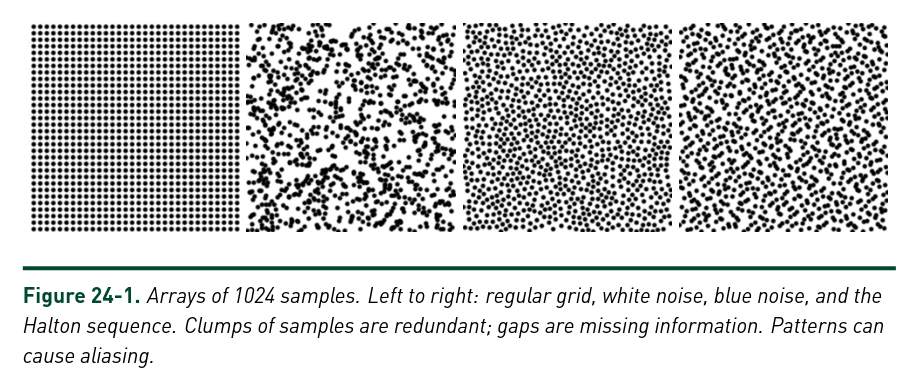 Figure 24-1. Arrays of 1024 samples. Left to right: regular grid, white noise, blue noise, and the
Halton sequence. Clumps of samples are redundant; gaps are missing information. Patterns can
cause aliasing.